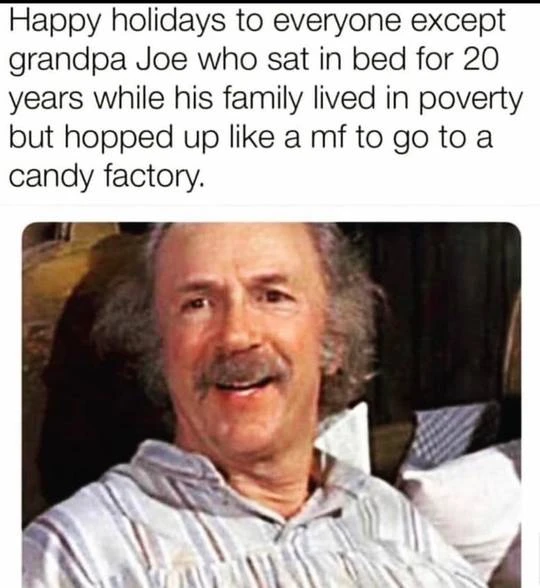 Happy holidays to everyone except
grandpa Joe who sat in bed for 20
years while his family lived in poverty
but hopped up like a mf to go to a
candy factory.